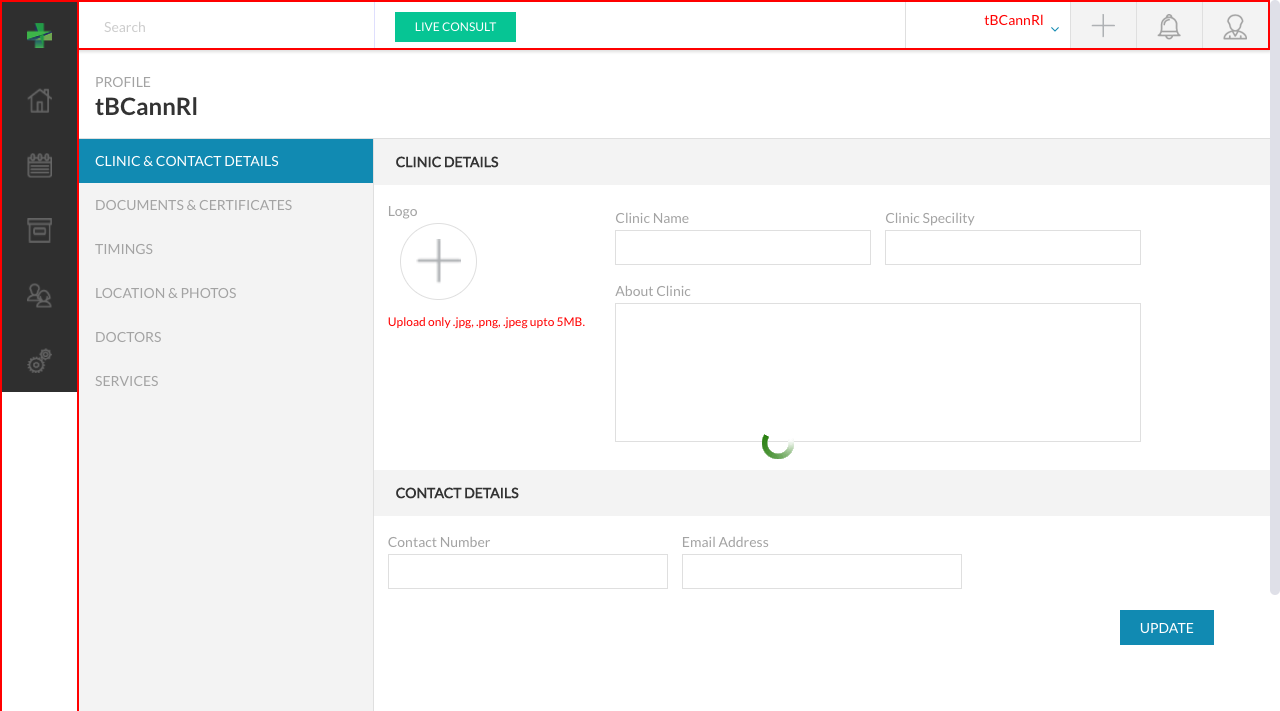 Search
LIVE CONSULT
tBCannRl
PROFILE
tBCannRl
CLINIC & CONTACT DETAILS
DOCUMENTS & CERTIFICATES
TIMINGS
LOCATION & PHOTOS
DOCTORS
SERVICES
CLINIC DETAILS
Logo
Upload only .jpg, .png, .jpeg upto 5MB.
Clinic Name
Clinic Specility
About Clinic
CONTACT DETAILS
Contact Number
Email Address
UPDATE